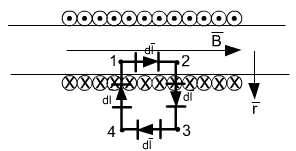 B̅
1 dl̅ 2
dl dl r̅
4 dl̅ 3